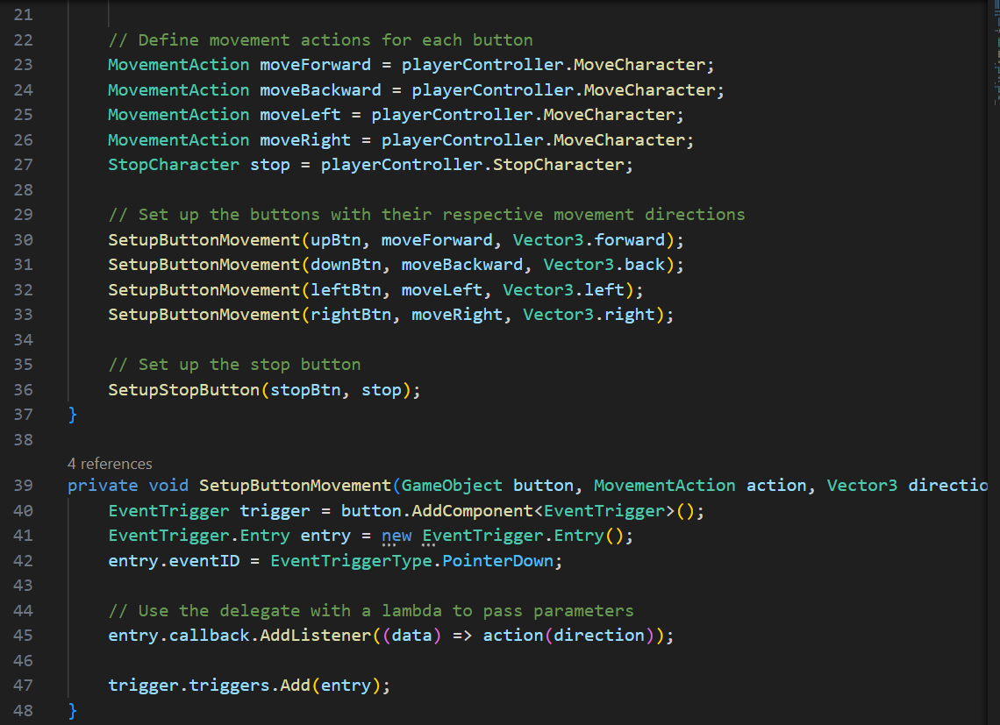 21
22 // Define movement actions for each button
23 MovementAction moveForward = playerController.MoveCharacter;
24 MovementAction moveBackward = playerController.MoveCharacter;
25 MovementAction moveLeft = playerController.MoveCharacter;
26 MovementAction moveRight = playerController.MoveCharacter;
27 StopCharacter stop = playerController.StopCharacter;
28
29 // Set up the buttons with their respective movement directions
30 SetupButtonMovement(upBtn, moveForward, Vector3.forward);
31 SetupButtonMovement(downBtn, moveBackward, Vector3.back);
32 SetupButtonMovement(leftBtn, moveLeft, Vector3.left);
33 SetupButtonMovement(rightBtn, moveRight, Vector3.right);
34
35 // Set up the stop button
36 SetupStopButton(stopBtn, stop);
37 }
38
4 references
39 private void SetupButtonMovement(GameObject button, MovementAction action, Vector3 directio
40 EventTrigger trigger = button.AddComponent<EventTrigger>();
41 EventTrigger.Entry entry = new EventTrigger.Entry();
42 entry.eventID = EventTriggerType.PointerDown;
43
44 // Use the delegate with a lambda to pass parameters
45 entry.callback.AddListener((data) => action(direction));
46
47 trigger.triggers.Add(entry);
48 }